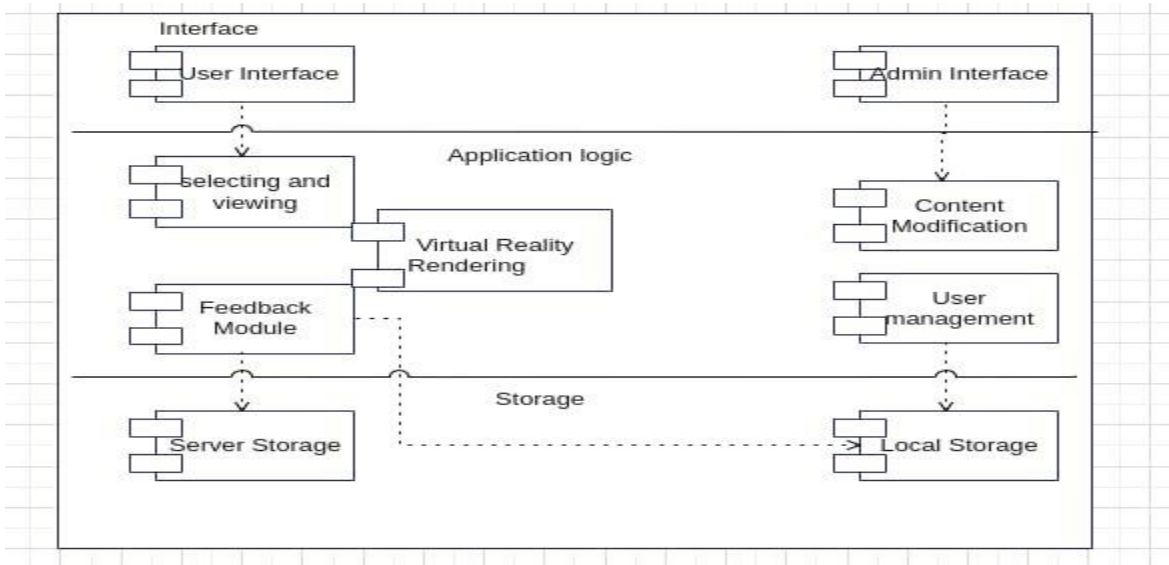 Interface
User Interface
Admin Interface
Application logic
selecting and
viewing
Content
Modification
Virtual Reality
Rendering
Feedback
Module
User
management
Storage
Server Storage
Local Storage